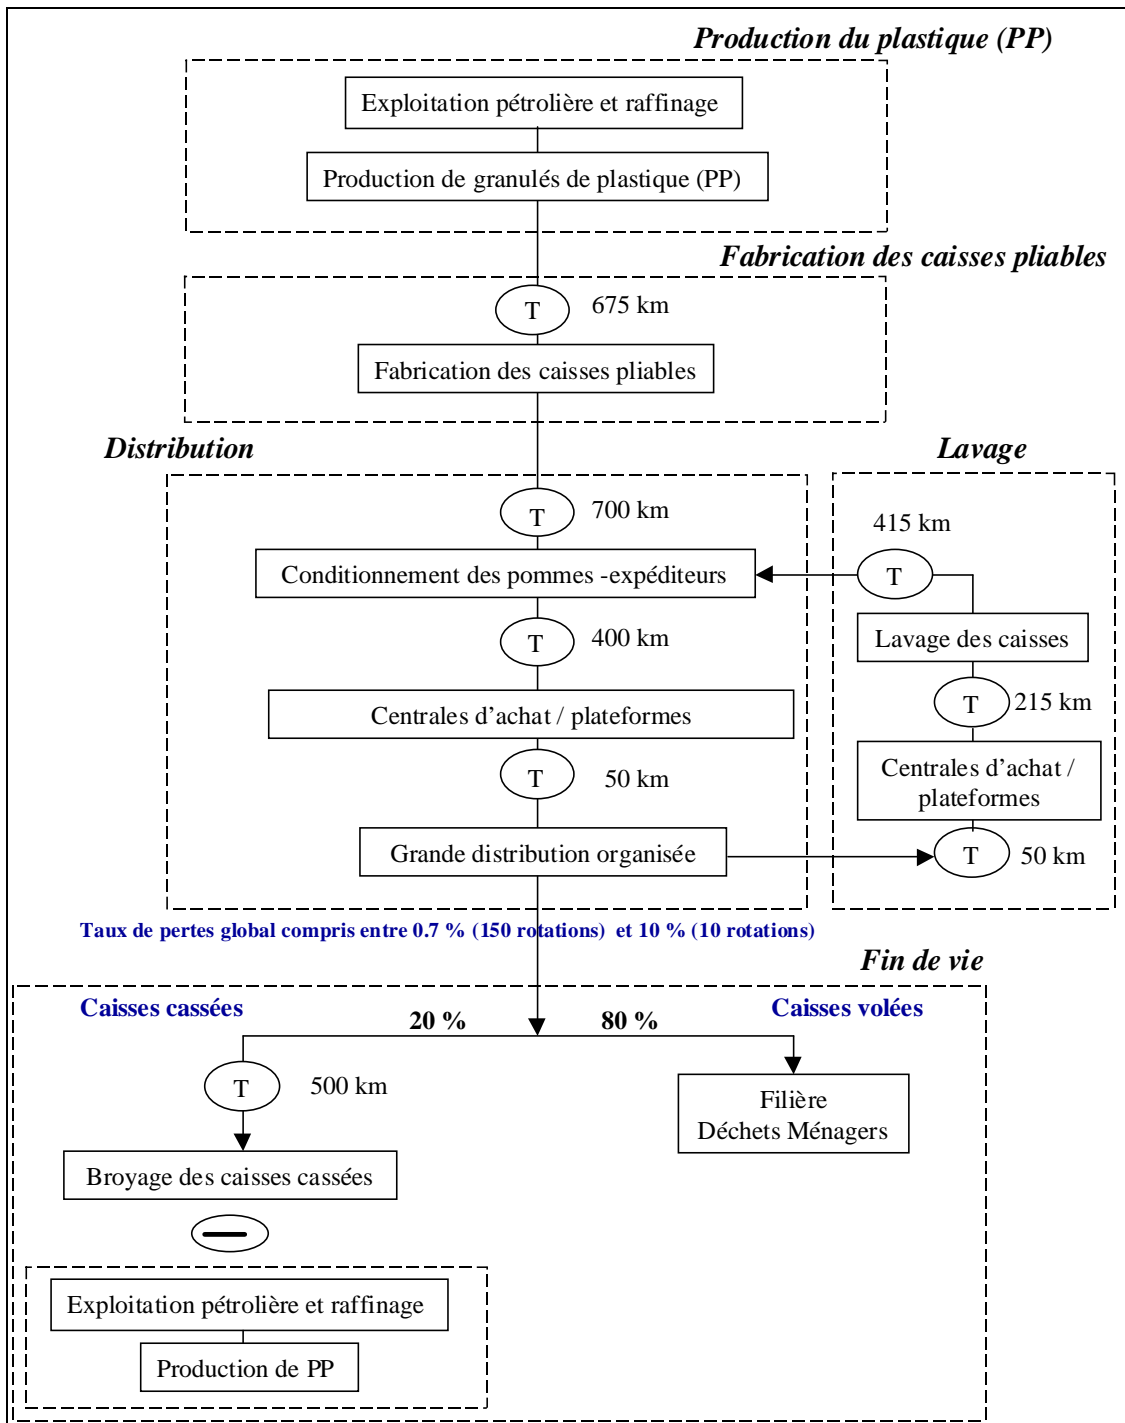 Production du plastique (PP)
Exploitation pétrolière et raffinage
Production de granulés de plastique (PP)
Fabrication des caisses pliables
T
675 km
Fabrication des caisses pliables
Distribution
Lavage
T
700 km
415 km
Conditionnement des pommes -expéditeurs
T
T
400 km
Lavage des caisses
Centrales d'achat / plateformes
T
215 km
T
50 km
Centrales d'achat /
plateformes
Grande distribution organisée
T
50 km
Taux de pertes global compris entre 0.7 % (150 rotations) et 10 % (10 rotations)
Fin de vie
Caisses cassées
Caisses volées
20 %
80 %
T
500 km
Filière
Déchets Ménagers
Broyage des caisses cassées
Exploitation pétrolière et raffinage
Production de PP